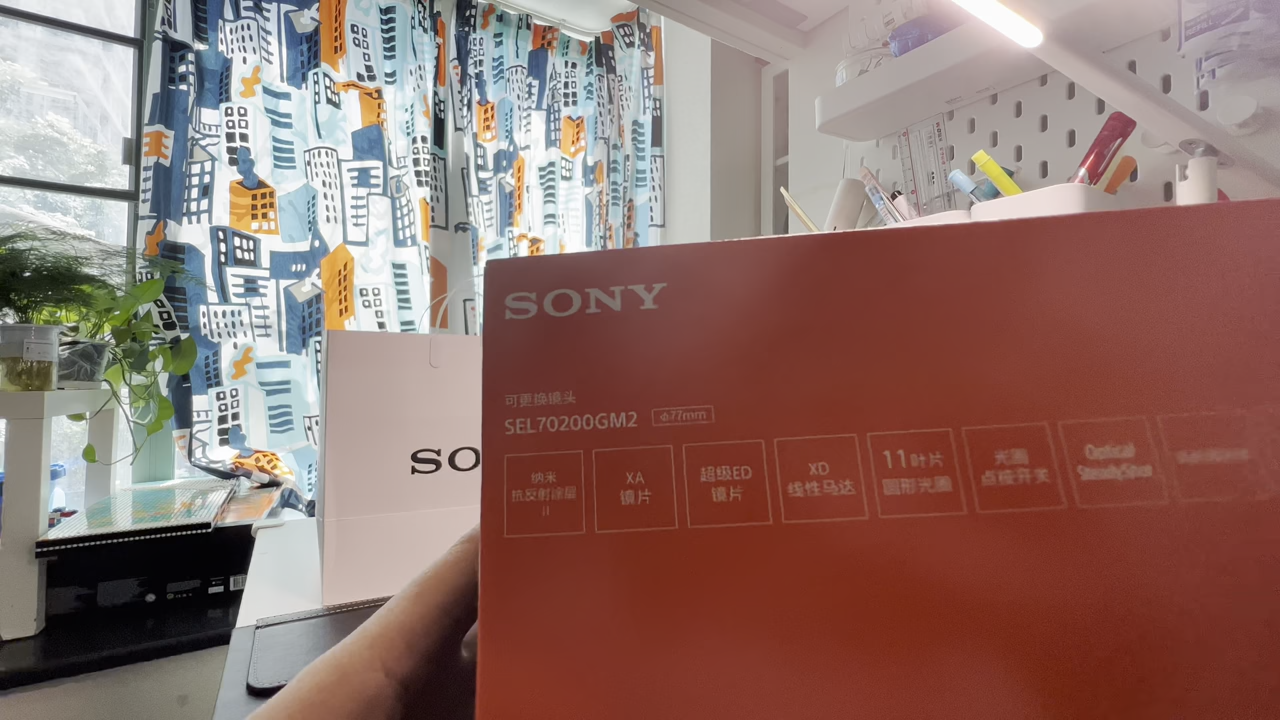 SONY
可更换镜头
SEL70200GM2 φ77mm
纳米
抗反射涂层
II
XA
镜片
超级ED
镜片
XD
线性马达
11叶片
圆形光圈
光圈
点棱开关
Optical
SteadyShot
SO